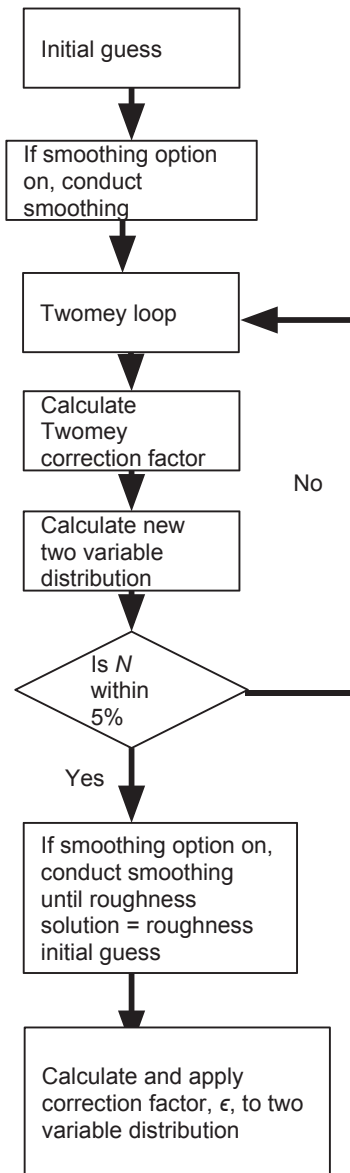 Initial guess
If smoothing option
on, conduct
smoothing
Twomey loop
Calculate
Twomey
correction factor
No
Calculate new
two variable
distribution
Is N
within
5%
Yes
If smoothing option on,
conduct smoothing
until roughness
solution = roughness
initial guess
Calculate and apply
correction factor, ϵ, to two
variable distribution